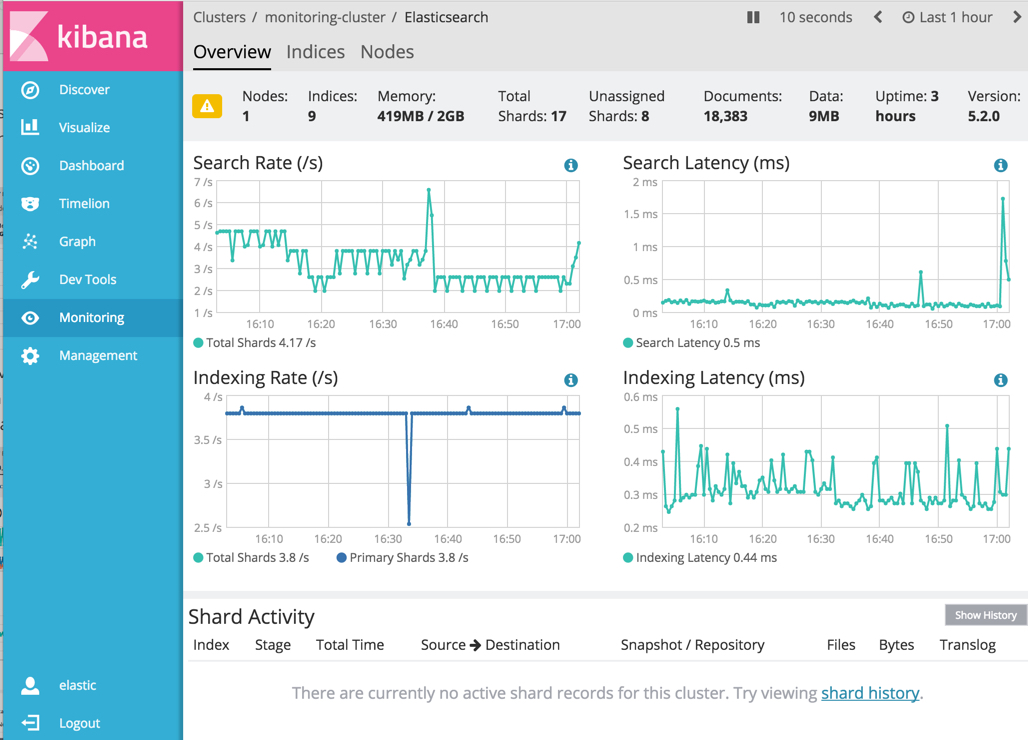 kibana
Discover
Visualize
Dashboard
Timelion
Graph
Dev Tools
Monitoring
Management
elastic
Logout
Clusters / monitoring-cluster / Elasticsearch
10 seconds
Last 1 hour
Overview Indices Nodes
Nodes: 1
Indices: 9
Memory: 419MB / 2GB
Total Shards: 17
Unassigned Shards: 8
Documents: 18,383
Data: 9MB
Uptime: 3 hours
Version: 5.2.0
Search Rate (/s)
7 /s
6 /s
5 /s
4 /s
3 /s
2 /s
1 /s
16:10 16:20 16:30 16:40 16:50 17:00
Total Shards 4.17 /s
Search Latency (ms)
2 ms
1.5 ms
1 ms
0.5 ms
0 ms
16:10 16:20 16:30 16:40 16:50 17:00
Search Latency 0.5 ms
Indexing Rate (/s)
4 /s
3.5 /s
3 /s
2.5 /s
16:10 16:20 16:30 16:40 16:50 17:00
Total Shards 3.8 /s Primary Shards 3.8 /s
Indexing Latency (ms)
0.6 ms
0.5 ms
0.4 ms
0.3 ms
0.2 ms
16:10 16:20 16:30 16:40 16:50 17:00
Indexing Latency 0.44 ms
Shard Activity
Show History
Index Stage Total Time Source → Destination Snapshot / Repository Files Bytes Translog
There are currently no active shard records for this cluster. Try viewing shard history.